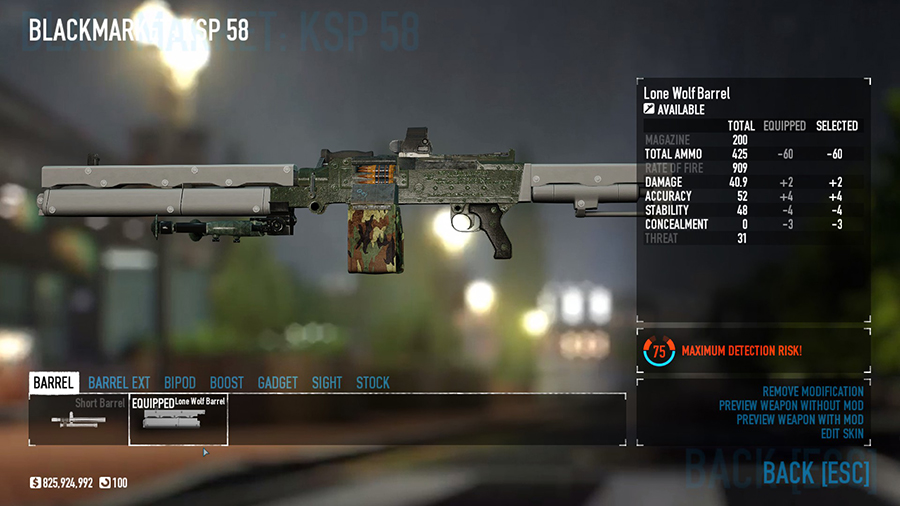 BLACKMARKET: KSP 58
Lone Wolf Barrel
AVAILABLE
TOTAL EQUIPPED SELECTED
MAGAZINE 200
TOTAL AMMO 425 -60 -60
RATE OF FIRE 909
DAMAGE 40.9 +2 +2
ACCURACY 52 +4 +4
STABILITY 48 -4 -4
CONCEALMENT 0 -3 -3
THREAT 31
75 MAXIMUM DETECTION RISK!
BARREL BARREL EXT BIPOD BOOST GADGET SIGHT STOCK
Short Barrel
EQUIPPED Lone Wolf Barrel
REMOVE MODIFICATION
PREVIEW WEAPON WITHOUT MOD
PREVIEW WEAPON WITH MOD
EDIT SKIN
$825,924,992 100
BACK [ESC]
BACK [ESC]